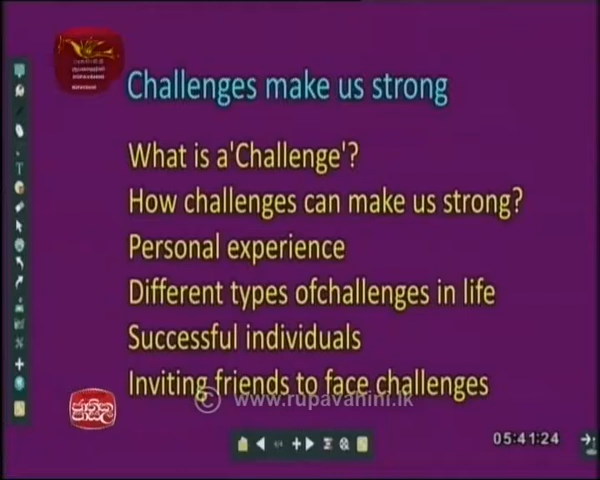 Challenges make us strong
What is a'Challenge'?
How challenges can make us strong?
Personal experience
Different types ofchallenges in life
Successful individuals
Inviting friends to face challenges
© www.rupavahini.lk
ජාතික
05:41:24